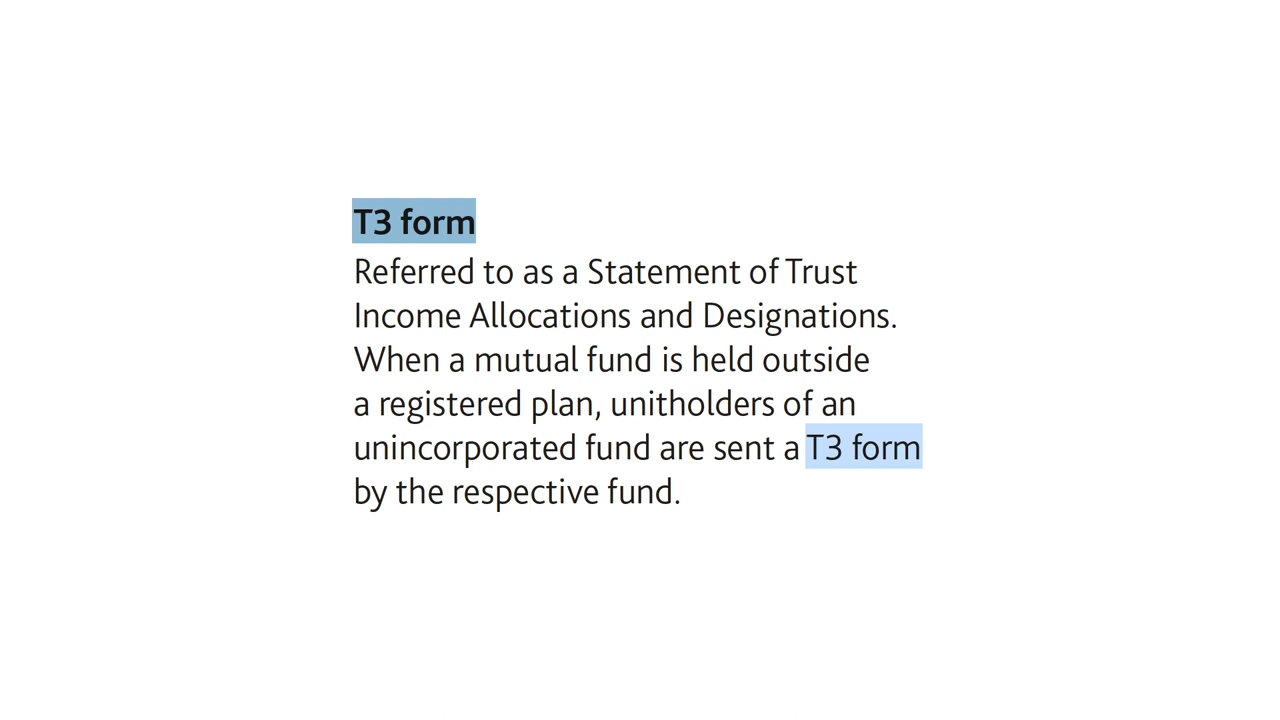 T3 form
Referred to as a Statement of Trust
Income Allocations and Designations.
When a mutual fund is held outside
a registered plan, unitholders of an
unincorporated fund are sent a T3 form
by the respective fund.